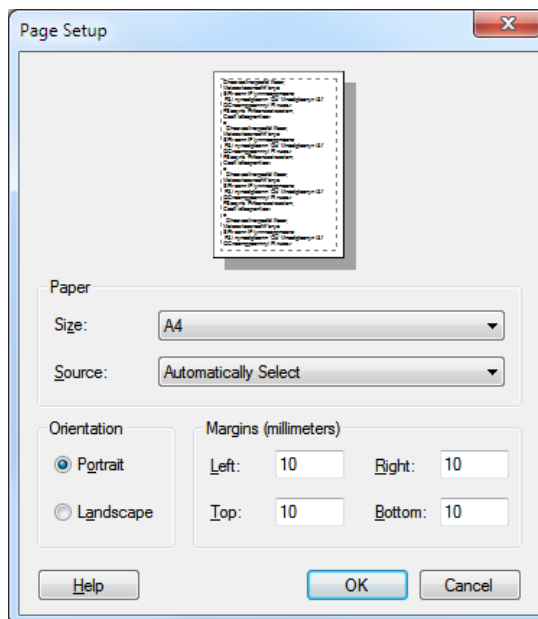 Page Setup
Paper
Size: A4
Source: Automatically Select
Orientation
Portrait
Landscape
Margins (millimeters)
Left: 10 Right: 10
Top: 10 Bottom: 10
Help OK Cancel